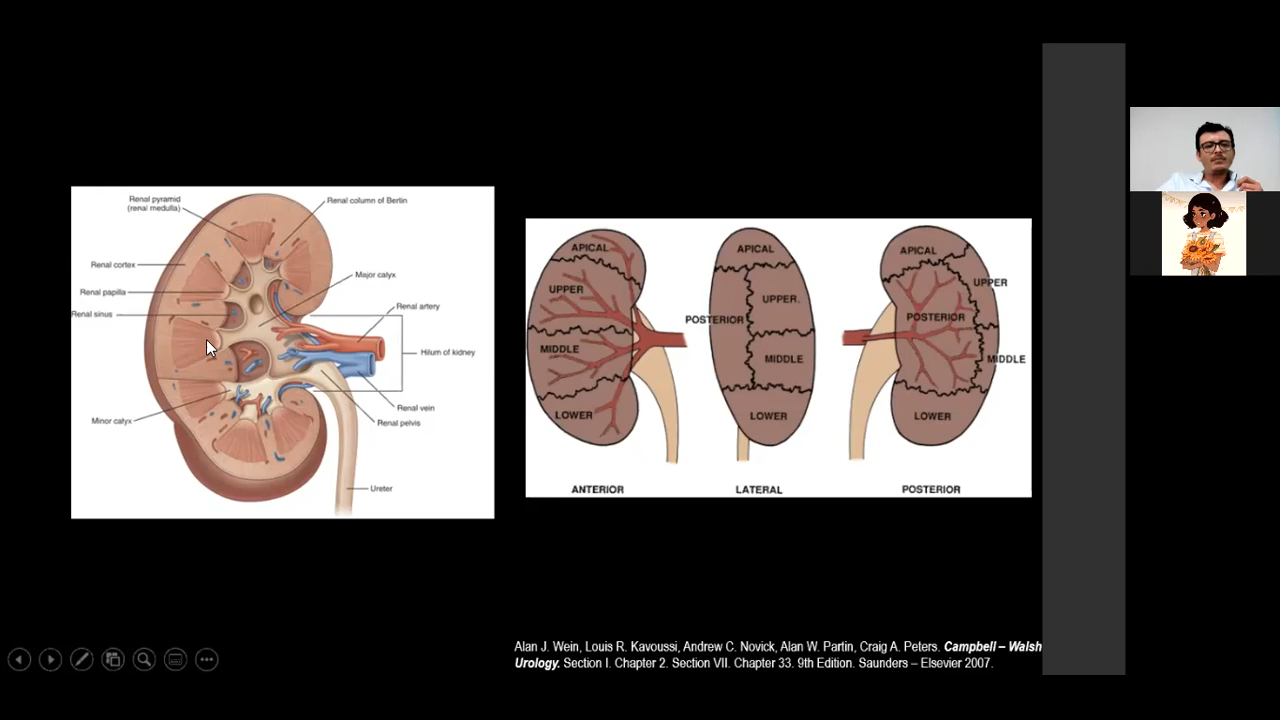 Renal pyramid
(renal medulla)
Renal column of Bertin
Renal cortex
Major calyx
Renal papilla
Renal artery
Renal sinus
Hilum of kidney
Renal vein
Minor calyx
Renal pelvis
Ureter
APICAL
UPPER
MIDDLE
LOWER
ANTERIOR
APICAL
UPPER.
POSTERIOR
MIDDLE
LOWER
LATERAL
APICAL
UPPER
POSTERIOR
MIDDLE
LOWER
POSTERIOR
Alan J. Wein, Louis R. Kavoussi, Andrew C. Novick, Alan W. Partin, Craig A. Peters. Campbell – Walsh
Urology. Section I. Chapter 2. Section VII. Chapter 33. 9th Edition. Saunders – Elsevier 2007.